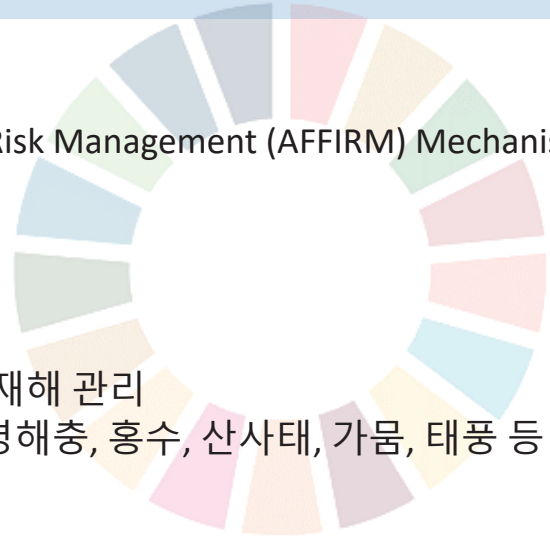 Risk Management (AFFIRM) Mechanis
재해 관리
병해충, 홍수, 산사태, 가뭄, 태풍 등